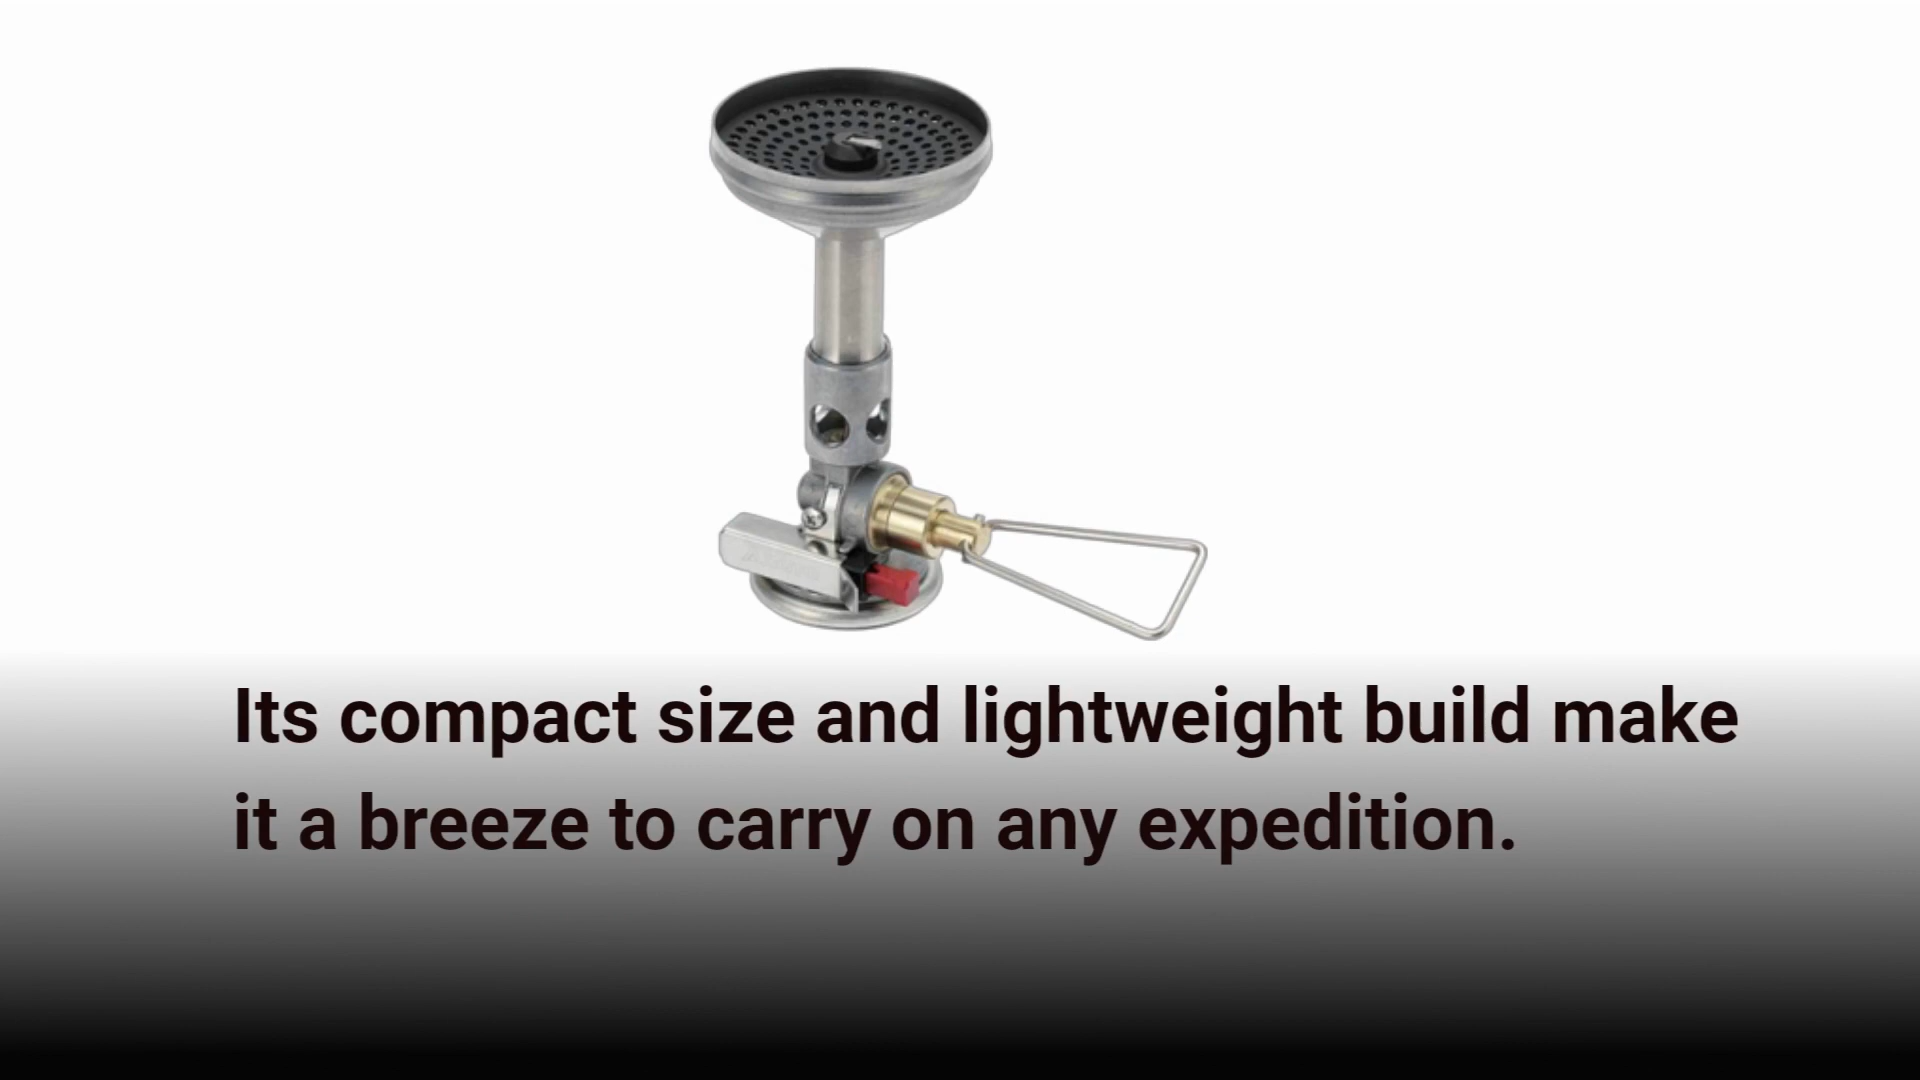 Its compact size and lightweight build make
it a breeze to carry on any expedition.